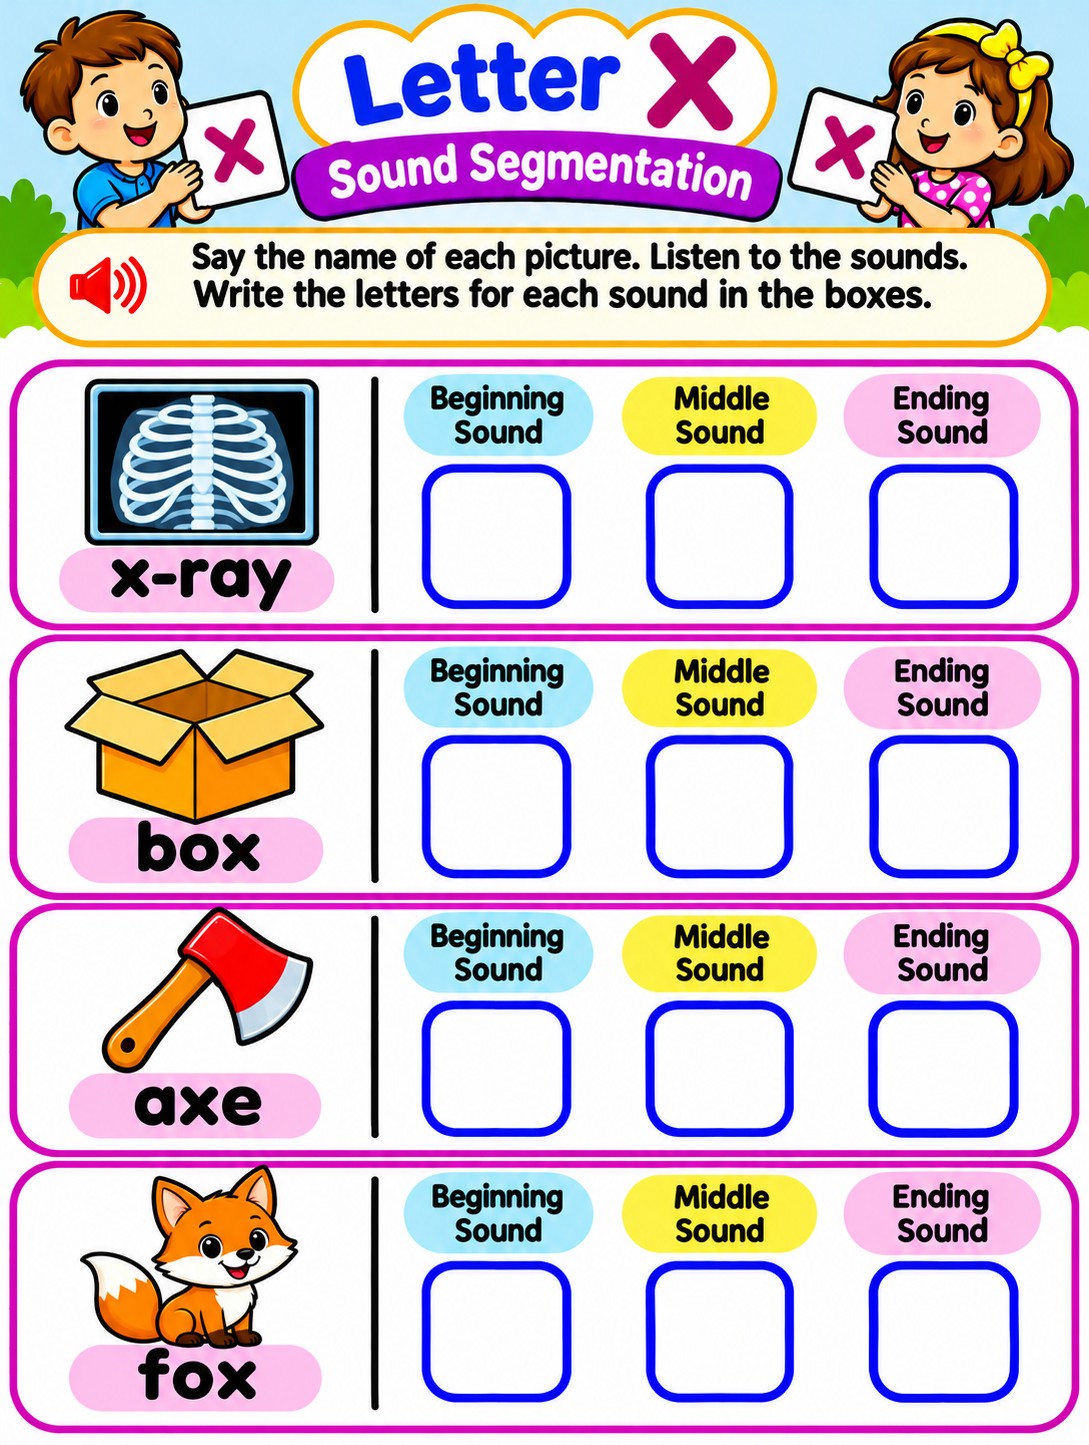 Letter X
Sound Segmentation
X
X
Say the name of each picture. Listen to the sounds.
Write the letters for each sound in the boxes.
x-ray
Beginning Sound
Middle Sound
Ending Sound
box
Beginning Sound
Middle Sound
Ending Sound
axe
Beginning Sound
Middle Sound
Ending Sound
fox
Beginning Sound
Middle Sound
Ending Sound